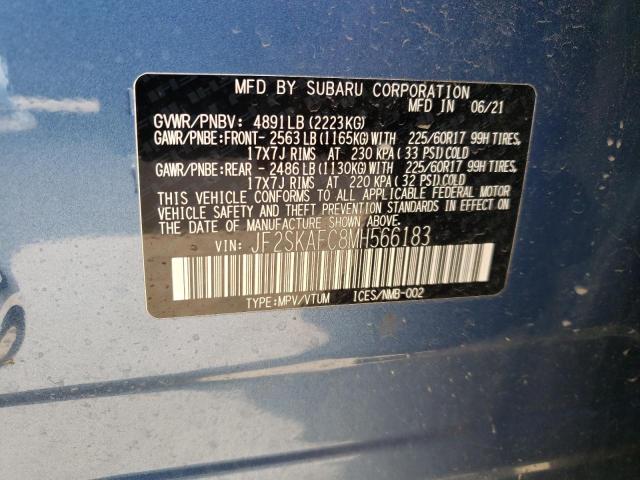 MFD BY SUBARU CORPORATION
MFD IN 06/21
GVWR/PNBV: 4891LB (2223KG)
GAWR/PNBE:FRONT- 2563LB (1165KG)WITH 225/60R17 99H TIRES,
17X7J RIMS AT 230 KPA ( 33 PSI)COLD
GAWR/PNBE:REAR - 2486LB (1130KG)WITH 225/60R17 99H TIRES,
17X7J RIMS AT 220 KPA ( 32 PSI)COLD
THIS VEHICLE CONFORMS TO ALL APPLICABLE FEDERAL MOTOR
VEHICLE SAFETY AND THEFT PREVENTION STANDARDS IN EFFECT ON
THE DATE OF MANUFACTURE SHOWN ABOVE.
VIN: JF2SKAFC8MH566183
TYPE:MPV/VTUM ICES/NMB-002